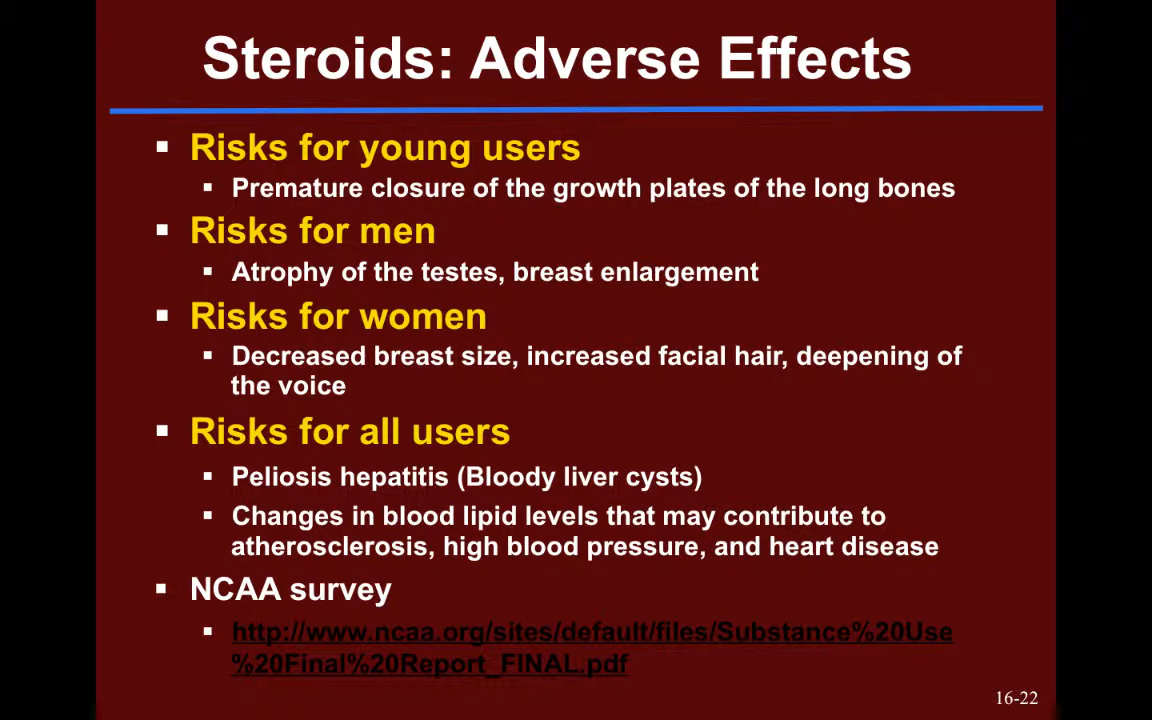 Steroids: Adverse Effects
▪ Risks for young users
▪ Premature closure of the growth plates of the long bones
▪ Risks for men
▪ Atrophy of the testes, breast enlargement
▪ Risks for women
▪ Decreased breast size, increased facial hair, deepening of
the voice
▪ Risks for all users
▪ Peliosis hepatitis (Bloody liver cysts)
▪ Changes in blood lipid levels that may contribute to
atherosclerosis, high blood pressure, and heart disease
▪ NCAA survey
▪ http://www.ncaa.org/sites/default/files/Substance%20Use
%20Final%20Report_FINAL.pdf
16-22